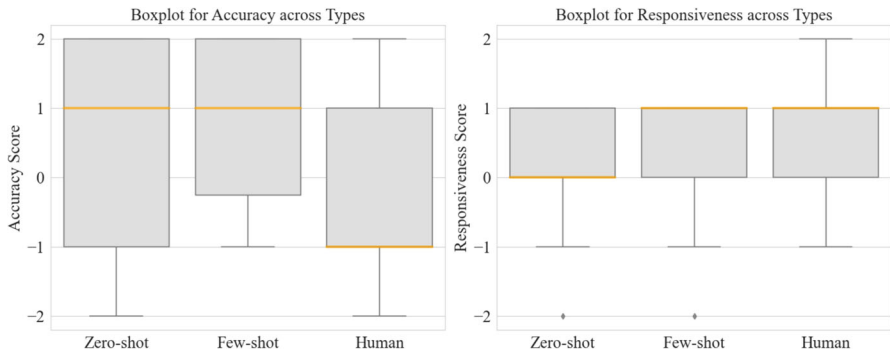 Boxplot for Accuracy across Types
Accuracy Score
2
1
0
−1
−2
Zero-shot Few-shot Human
Boxplot for Responsiveness across Types
Responsiveness Score
2
1
0
−1
−2
Zero-shot Few-shot Human